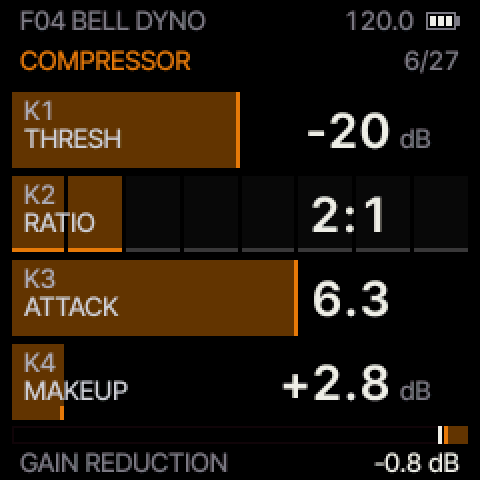 F04 BELL DYNO 120.0
COMPRESSOR 6/27
K1
THRESH -20 dB
K2
RATIO 2:1
K3
ATTACK 6.3
K4
MAKEUP +2.8 dB
GAIN REDUCTION -0.8 dB